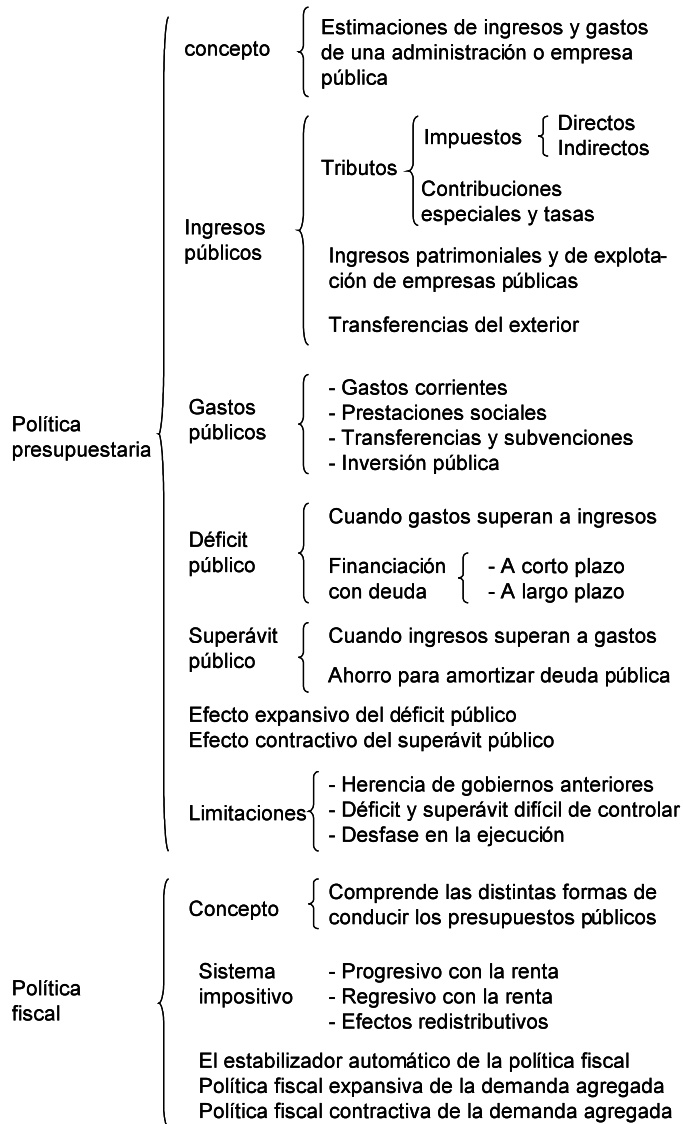 concepto
Estimaciones de ingresos y gastos
de una administración o empresa
pública
Ingresos
públicos
Tributos
Impuestos
Directos
Indirectos
Contribuciones
especiales y tasas
Ingresos patrimoniales y de explota-
ción de empresas públicas
Transferencias del exterior
Política
presupuestaria
Gastos
públicos
- Gastos corrientes
- Prestaciones sociales
- Transferencias y subvenciones
- Inversión pública
Déficit
público
Cuando gastos superan a ingresos
Financiación
con deuda
- A corto plazo
- A largo plazo
Superávit
público
Cuando ingresos superan a gastos
Ahorro para amortizar deuda pública
Efecto expansivo del déficit público
Efecto contractivo del superávit público
Limitaciones
- Herencia de gobiernos anteriores
- Déficit y superávit difícil de controlar
- Desfase en la ejecución
Política
fiscal
Concepto
Comprende las distintas formas de
conducir los presupuestos públicos
Sistema
impositivo
- Progresivo con la renta
- Regresivo con la renta
- Efectos redistributivos
El estabilizador automático de la política fiscal
Política fiscal expansiva de la demanda agregada
Política fiscal contractiva de la demanda agregada